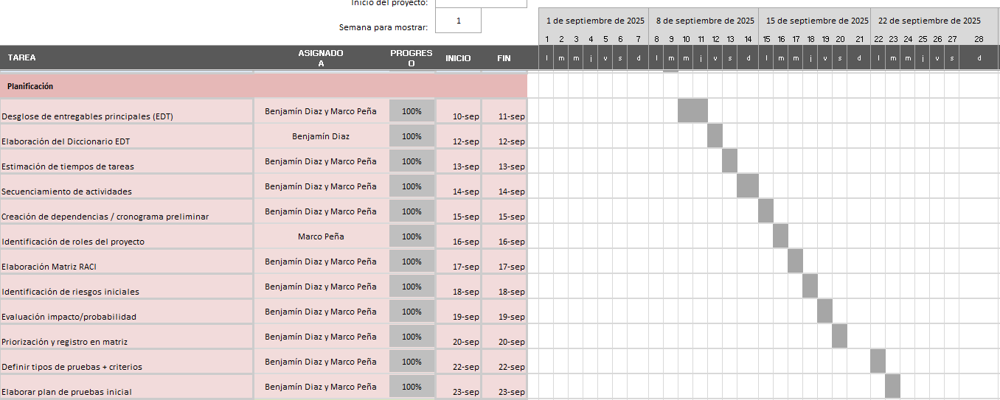 Inicio del proyecto:
Semana para mostrar: 1
1 de septiembre de 2025 8 de septiembre de 2025 15 de septiembre de 2025 22 de septiembre de 2025
1 2 3 4 5 6 7 8 9 10 11 12 13 14 15 16 17 18 19 20 21 22 23 24 25 26 27 28
TAREA ASIGNADO A PROGRESO INICIO FIN l m m j v s d l m m j v s d l m m j v s d l m m j v s d
Planificación
Desglose de entregables principales (EDT) Benjamín Diaz y Marco Peña 100% 10-sep 11-sep
Elaboración del Diccionario EDT Benjamín Diaz 100% 12-sep 12-sep
Estimación de tiempos de tareas Benjamín Diaz y Marco Peña 100% 13-sep 13-sep
Secuenciamiento de actividades Benjamín Diaz y Marco Peña 100% 14-sep 14-sep
Creación de dependencias / cronograma preliminar Benjamín Diaz y Marco Peña 100% 15-sep 15-sep
Identificación de roles del proyecto Marco Peña 100% 16-sep 16-sep
Elaboración Matriz RACI Benjamín Diaz y Marco Peña 100% 17-sep 17-sep
Identificación de riesgos iniciales Benjamín Diaz y Marco Peña 100% 18-sep 18-sep
Evaluación impacto/probabilidad Benjamín Diaz y Marco Peña 100% 19-sep 19-sep
Priorización y registro en matriz Benjamín Diaz y Marco Peña 100% 20-sep 20-sep
Definir tipos de pruebas + criterios Benjamín Diaz y Marco Peña 100% 22-sep 22-sep
Elaborar plan de pruebas inicial Benjamín Diaz y Marco Peña 100% 23-sep 23-sep